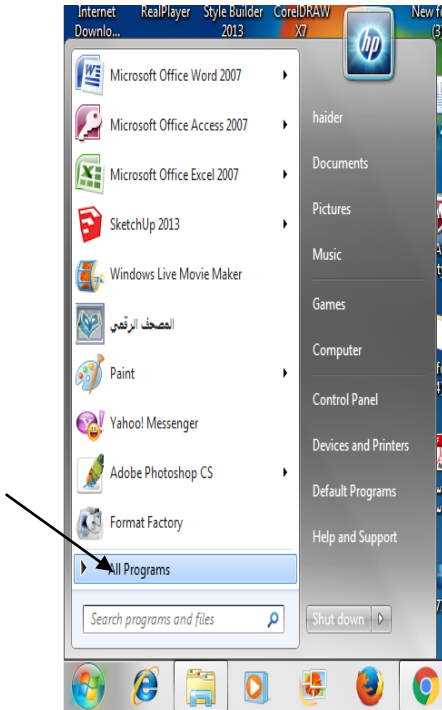 Internet RealPlayer Style Builder CorelDRAW New f
Downlo... 2013 X7 (3)
hp
Microsoft Office Word 2007
Microsoft Office Access 2007
Microsoft Office Excel 2007
SketchUp 2013
Windows Live Movie Maker
المصحف الرقمي
Paint
Yahoo! Messenger
Adobe Photoshop CS
Format Factory
All Programs
Search programs and files
haider
Documents
Pictures
Music
Games
Computer
Control Panel
Devices and Printers
Default Programs
Help and Support
Shut down